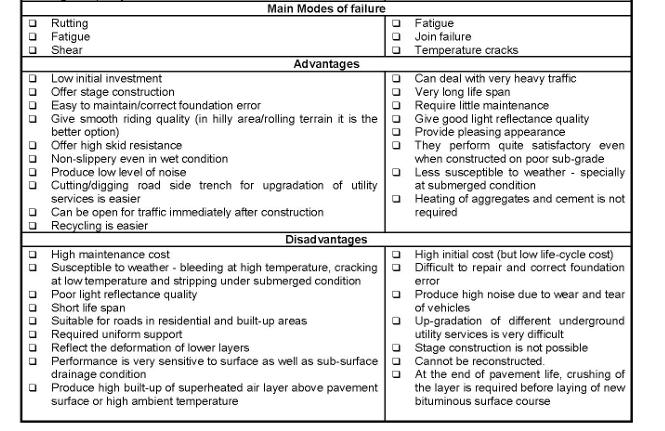 Main Modes of failure
❑ Rutting
❑ Fatigue
❑ Shear
❑ Fatigue
❑ Join failure
❑ Temperature cracks
Advantages
❑ Low initial investment
❑ Offer stage construction
❑ Easy to maintain/correct foundation error
❑ Give smooth riding quality (in hilly area/rolling terrain it is the
better option)
❑ Offer high skid resistance
❑ Non-slippery even in wet condition
❑ Produce low level of noise
❑ Cutting/digging road side trench for upgradation of utility
services is easier
❑ Can be open for traffic immediately after construction
❑ Recycling is easier
❑ Can deal with very heavy traffic
❑ Very long life span
❑ Require little maintenance
❑ Give good light reflectance quality
❑ Provide pleasing appearance
❑ They perform quite satisfactory even
when constructed on poor sub-grade
❑ Less susceptible to weather - specially
at submerged condition
❑ Heating of aggregates and cement is not
required
Disadvantages
❑ High maintenance cost
❑ Susceptible to weather - bleeding at high temperature, cracking
at low temperature and stripping under submerged condition
❑ Poor light reflectance quality
❑ Short life span
❑ Suitable for roads in residential and built-up areas
❑ Required uniform support
❑ Reflect the deformation of lower layers
❑ Performance is very sensitive to surface as well as sub-surface
drainage condition
❑ Produce high built-up of superheated air layer above pavement
surface or high ambient temperature
❑ High initial cost (but low life-cycle cost)
❑ Difficult to repair and correct foundation
error
❑ Produce high noise due to wear and tear
of vehicles
❑ Up-gradation of different underground
utility services is very difficult
❑ Stage construction is not possible
❑ Cannot be reconstructed.
❑ At the end of pavement life, crushing of
the layer is required before laying of new
bituminous surface course